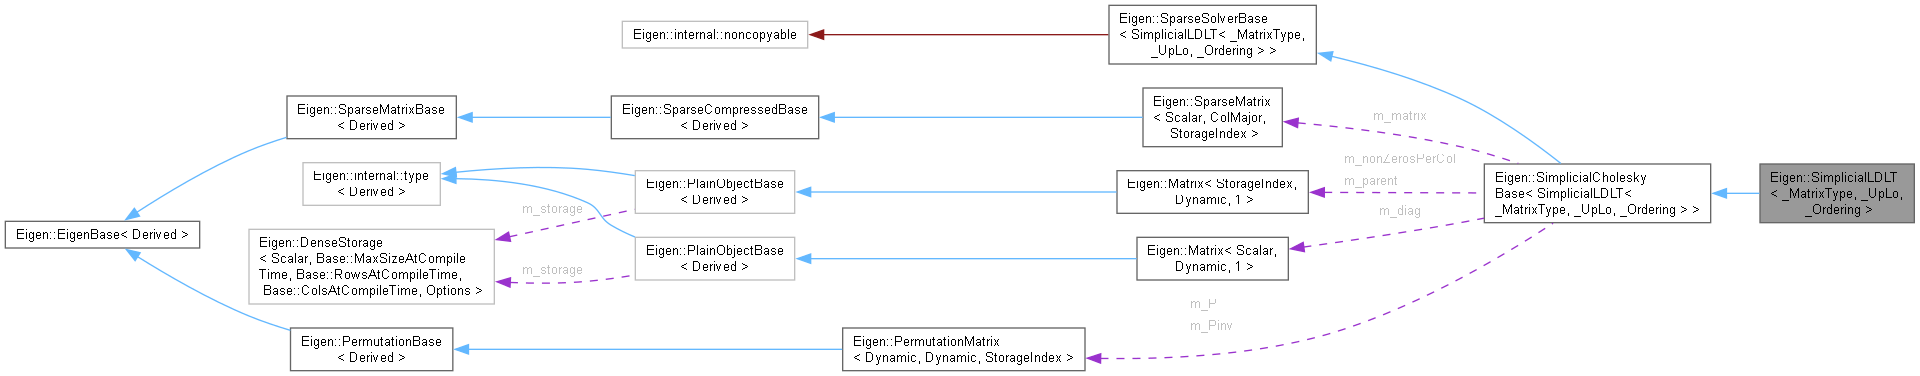 Eigen::internal::noncopyable
Eigen::SparseSolverBase
< SimplicialLDLT< _MatrixType,
_UpLo, _Ordering > >
Eigen::SparseMatrixBase
< Derived >
Eigen::SparseCompressedBase
< Derived >
Eigen::SparseMatrix
< Scalar, ColMajor,
StorageIndex >
m_matrix
Eigen::internal::type
< Derived >
Eigen::PlainObjectBase
< Derived >
Eigen::Matrix< StorageIndex,
Dynamic, 1 >
m_nonZerosPerCol
m_parent
Eigen::SimplicialCholesky
Base< SimplicialLDLT<
_MatrixType, _UpLo, _Ordering > >
Eigen::SimplicialLDLT
< _MatrixType, _UpLo,
_Ordering >
m_storage
m_diag
Eigen::EigenBase< Derived >
Eigen::DenseStorage
< Scalar, Base::MaxSizeAtCompile
Time, Base::RowsAtCompileTime,
Base::ColsAtCompileTime, Options >
m_storage
Eigen::PlainObjectBase
< Derived >
Eigen::Matrix< Scalar,
Dynamic, 1 >
m_P
m_Pinv
Eigen::PermutationBase
< Derived >
Eigen::PermutationMatrix
< Dynamic, Dynamic, StorageIndex >